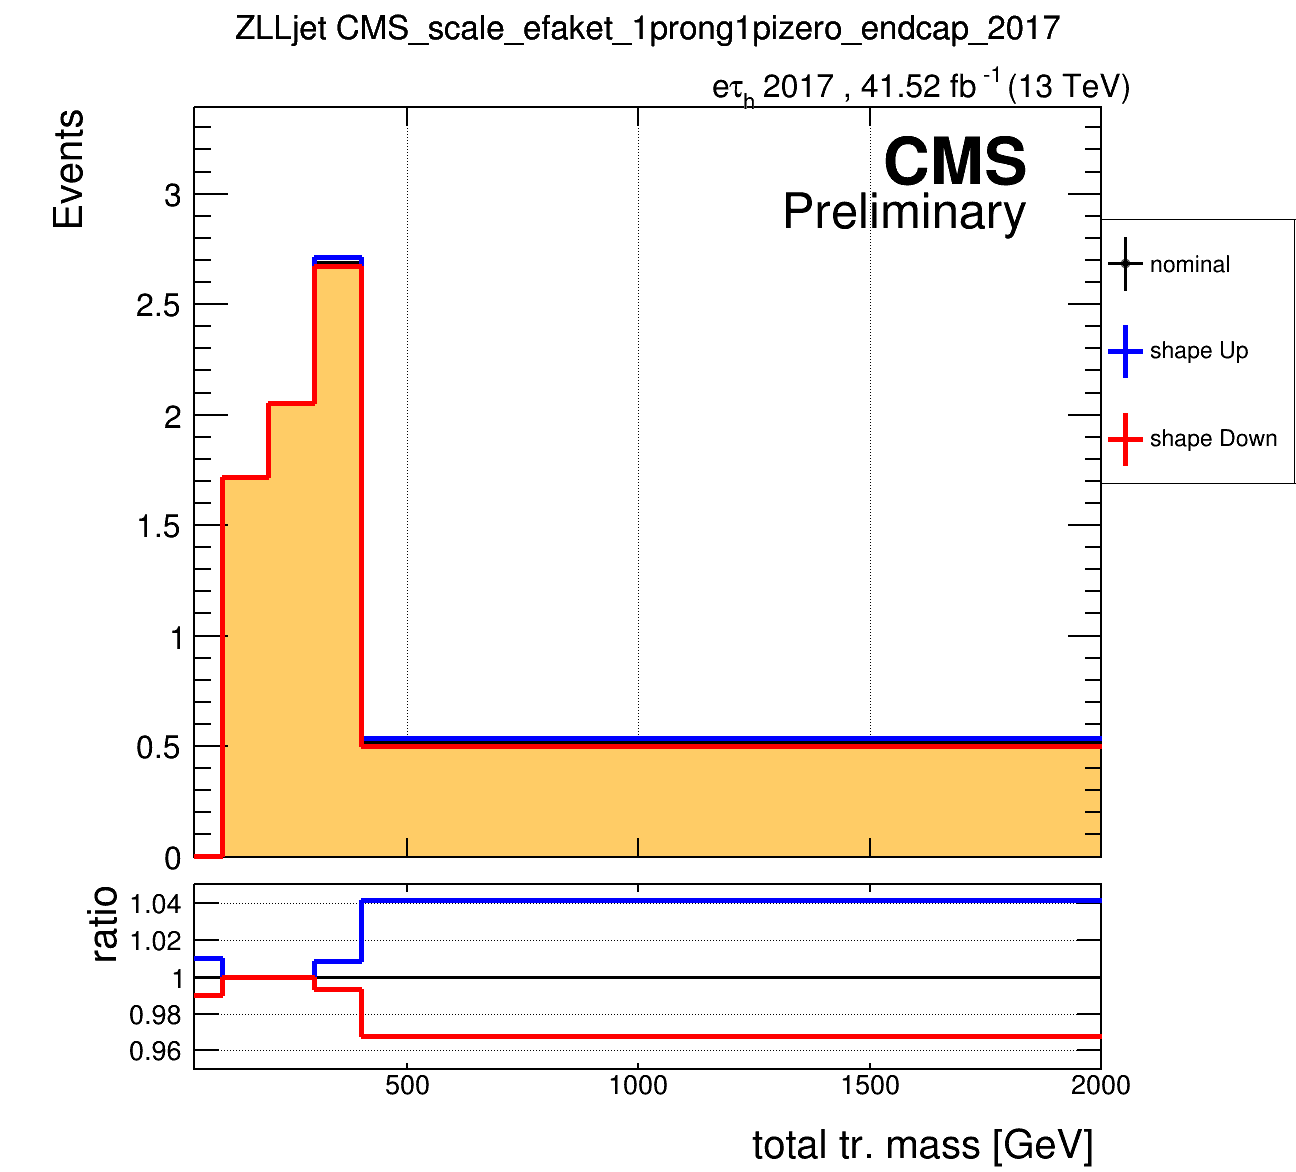 ZLLjet CMS_scale_efaket_1prong1pizero_endcap_2017
eτh 2017 , 41.52 fb -1 (13 TeV)
Events
CMS
Preliminary
3
2.5
2
1.5
1
0.5
0
nominal
shape Up
shape Down
ratio
1.04
1.02
1
0.98
0.96
500 1000 1500 2000
total tr. mass [GeV]